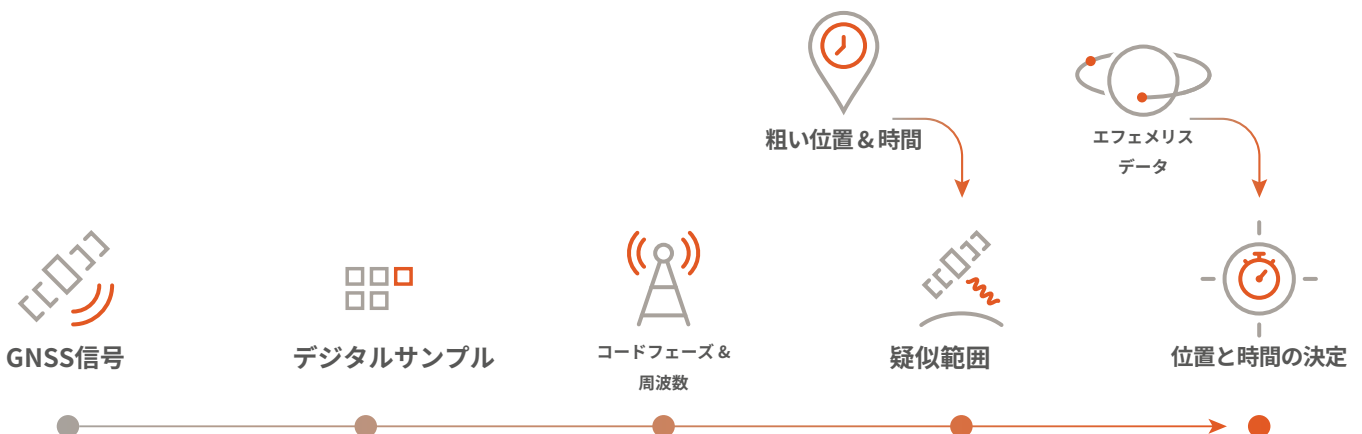 粗い位置＆時間
エフェメリス
データ
GNSS信号
デジタルサンプル
コードフェーズ＆
周波数
疑似範囲
位置と時間の決定